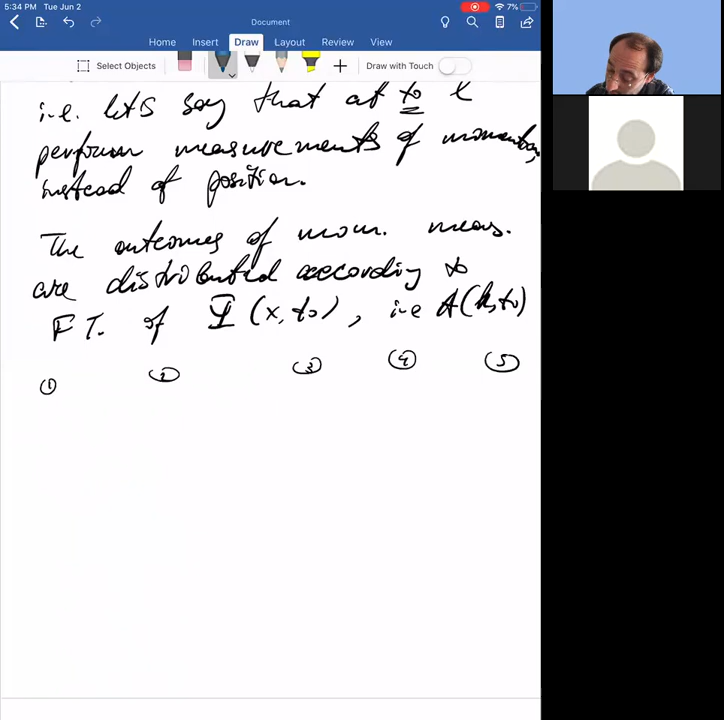 5:34 PM Tue Jun 2
7%
Document
Home Insert Draw Layout Review View
Select Objects
Draw with Touch
i.e. let's say that at t₀ I
perform measurements of momentum
instead of position.
The outcomes of mom. meas.
are distributed according to
FT. of Ψ(x,t₀), i.e A(k,t₀)
① ② ③ ④ ⑤